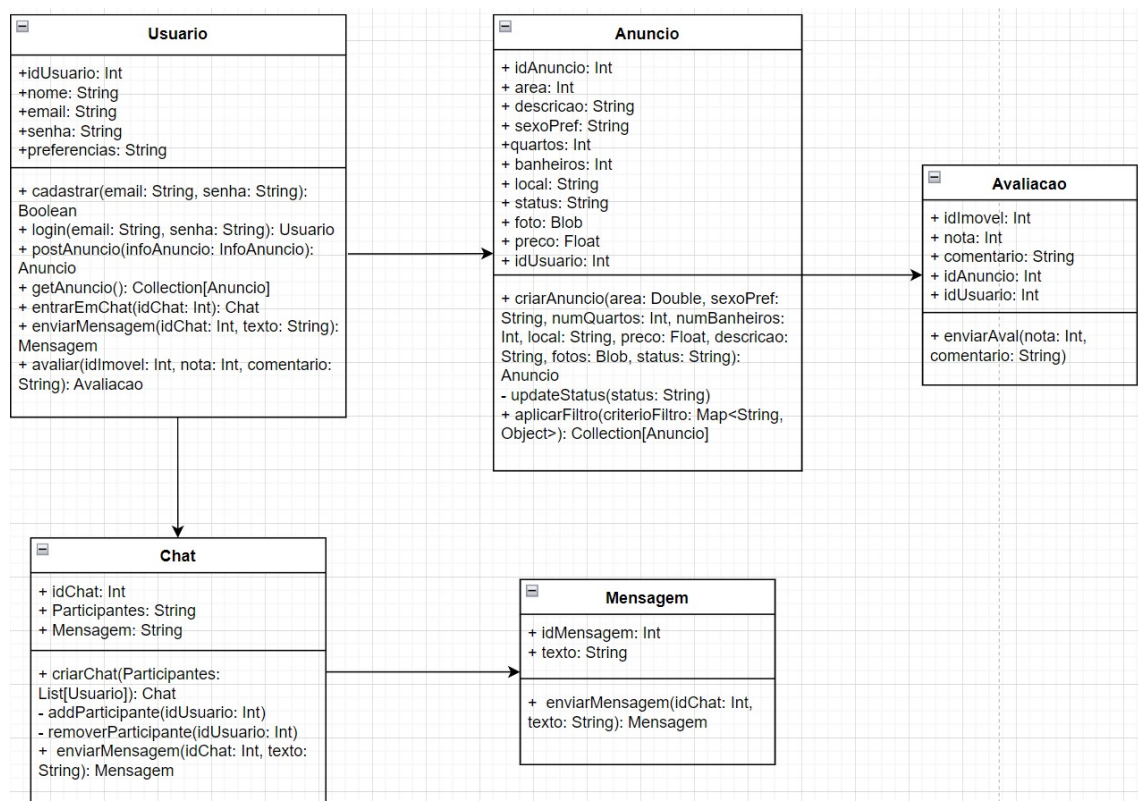 Usuario
+idUsuario: Int
+nome: String
+email: String
+senha: String
+preferencias: String
+ cadastrar(email: String, senha: String):
Boolean
+ login(email: String, senha: String): Usuario
+ postAnuncio(infoAnuncio: InfoAnuncio):
Anuncio
+ getAnuncio(): Collection[Anuncio]
+ entrarEmChat(idChat: Int): Chat
+ enviarMensagem(idChat: Int, texto: String):
Mensagem
+ avaliar(idImovel: Int, nota: Int, comentario:
String): Avaliacao
Anuncio
+ idAnuncio: Int
+ area: Int
+ descricao: String
+ sexoPref: String
+quartos: Int
+ banheiros: Int
+ local: String
+ status: String
+ foto: Blob
+ preco: Float
+ idUsuario: Int
+ criarAnuncio(area: Double, sexoPref:
String, numQuartos: Int, numBanheiros:
Int, local: String, preco: Float, descricao:
String, fotos: Blob, status: String):
Anuncio
- updateStatus(status: String)
+ aplicarFiltro(criterioFiltro: Map<String,
Object>): Collection[Anuncio]
Avaliacao
+ idImovel: Int
+ nota: Int
+ comentario: String
+ idAnuncio: Int
+ idUsuario: Int
+ enviarAval(nota: Int,
comentario: String)
Chat
+ idChat: Int
+ Participantes: String
+ Mensagem: String
+ criarChat(Participantes:
List[Usuario]): Chat
- addParticipante(idUsuario: Int)
- removerParticipante(idUsuario: Int)
+ enviarMensagem(idChat: Int, texto:
String): Mensagem
Mensagem
+ idMensagem: Int
+ texto: String
+ enviarMensagem(idChat: Int,
texto: String): Mensagem